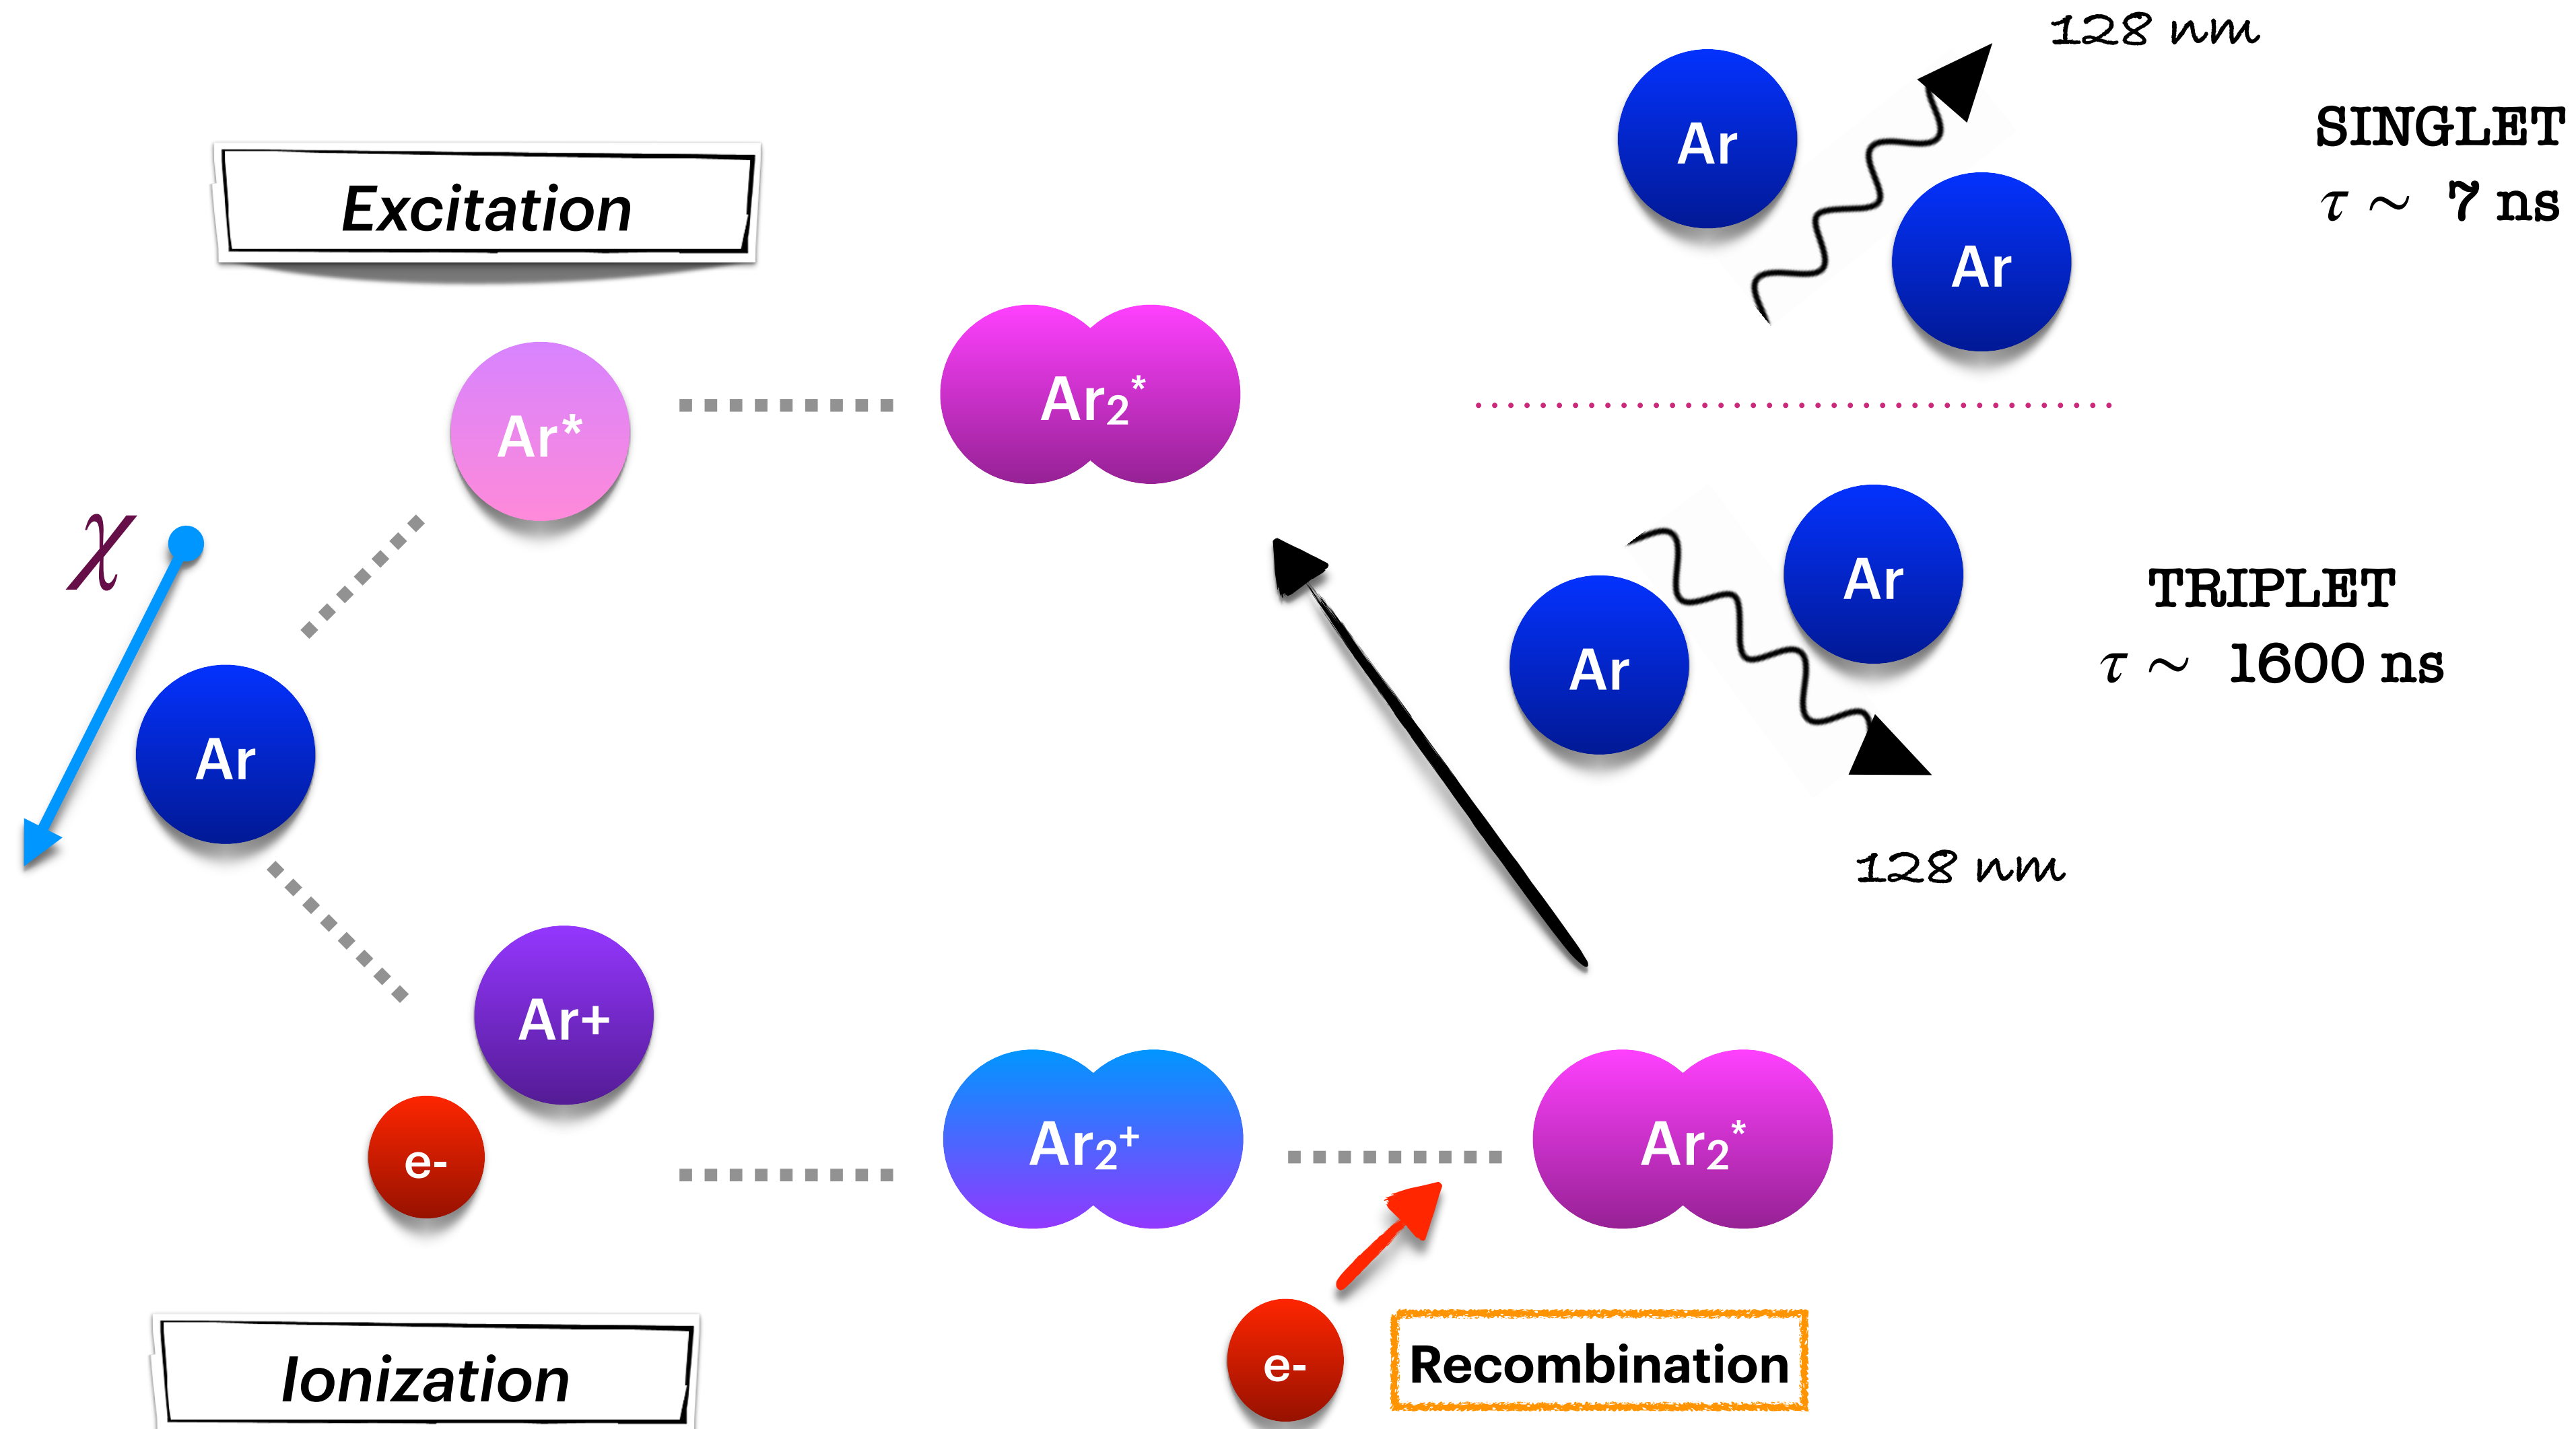 128 nm
Ar
SINGLET
τ ~ 7 ns
Excitation
Ar
Ar₂*
Ar*
χ
Ar
TRIPLET
τ ~ 1600 ns
Ar
Ar
128 nm
Ar+
Ar₂⁺
Ar₂*
e-
e-
Recombination
Ionization